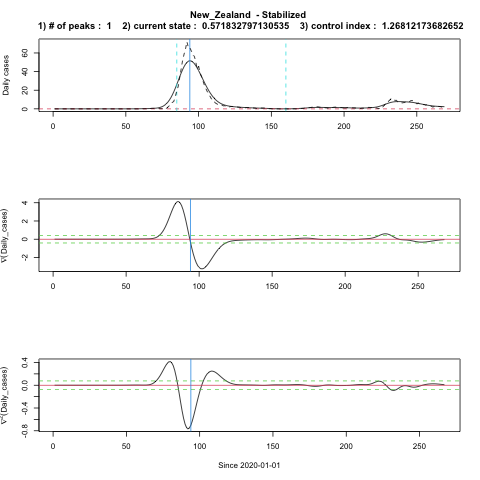 New_Zealand - Stabilized
1) # of peaks : 1 2) current state : 0.571832797130535 3) control index : 1.26812173682652
Daily cases
60
40
20
0
0 50 100 150 200 250
∇(Daily_cases)
4
2
0
-2
0 50 100 150 200 250
∇²(Daily_cases)
0.4
0.0
-0.4
-0.8
0 50 100 150 200 250
Since 2020-01-01